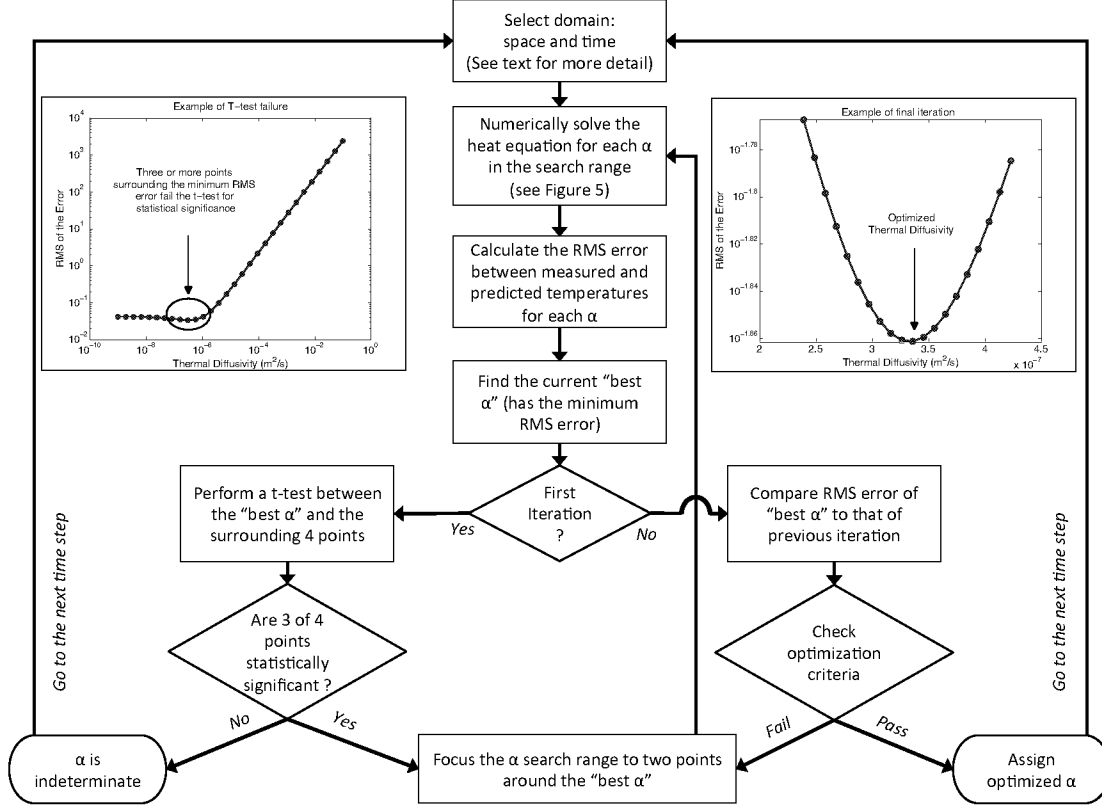 Select domain:
space and time
(See text for more detail)
Example of T−test failure
10^4
10^3
10^2
10^1
10^0
10^−1
10^−2
RMS of the Error
Three or more points
surrounding the minimum RMS
error fail the t−test for
statistical significance
10^−10
10^−8
10^−6
10^−4
10^−2
10^0
Thermal Diffusivity (m²/s)
Numerically solve the
heat equation for each α
in the search range
(see Figure 5)
Example of final iteration
10^−1.78
10^−1.8
10^−1.82
10^−1.84
10^−1.86
RMS of the Error
Optimized
Thermal Diffusivity
2
2.5
3
3.5
4
4.5
Thermal Diffusivity (m²/s)
x 10^−7
Calculate the RMS error
between measured and
predicted temperatures
for each α
Find the current “best
α” (has the minimum
RMS error)
First
Iteration
?
Yes
No
Perform a t-test between
the “best α” and the
surrounding 4 points
Compare RMS error of
“best α” to that of
previous iteration
Are 3 of 4
points
statistically
significant ?
Check
optimization
criteria
No
Yes
Fail
Pass
Go to the next time step
Go to the next time step
α is
indeterminate
Focus the α search range to two points
around the “best α”
Assign
optimized α